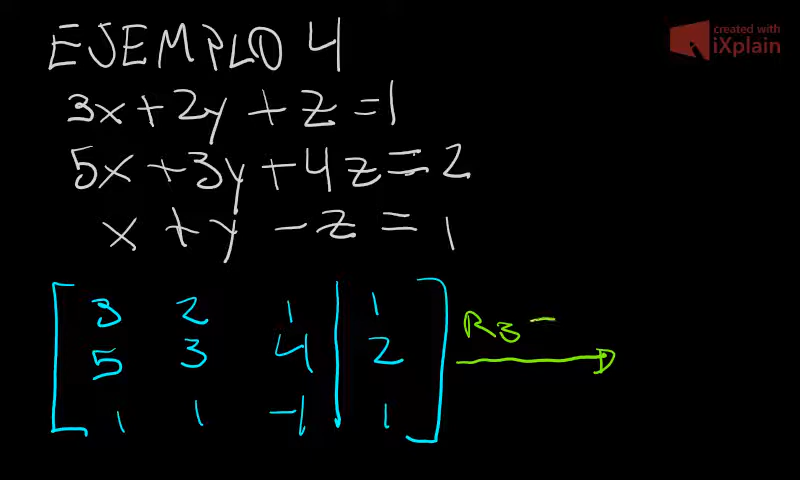 EJEMPLO 4
created with
iXplain
3x+2y+z=1
5x+3y+4z=2
x+y-z=1
3 2 1 | 1
5 3 4 | 2
1 1 -1 | 1
R3 -